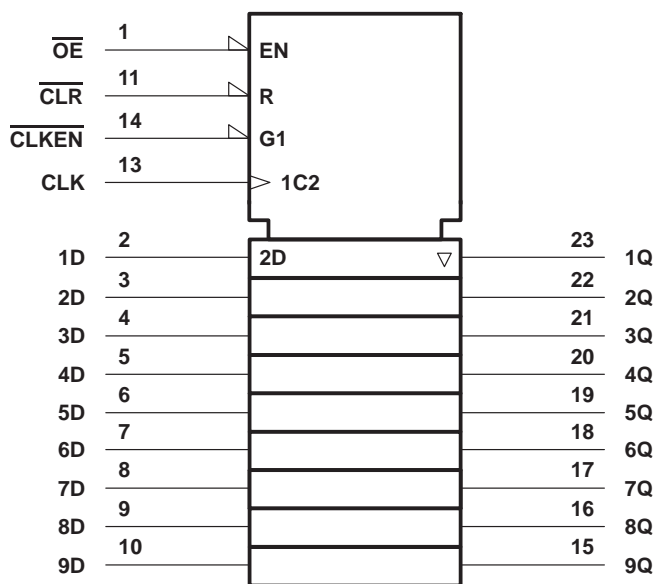 OE 1 EN
CLR 11 R
CLKEN 14 G1
CLK 13 1C2
1D 2 2D 23 1Q
2D 3 22 2Q
3D 4 21 3Q
4D 5 20 4Q
5D 6 19 5Q
6D 7 18 6Q
7D 8 17 7Q
8D 9 16 8Q
9D 10 15 9Q